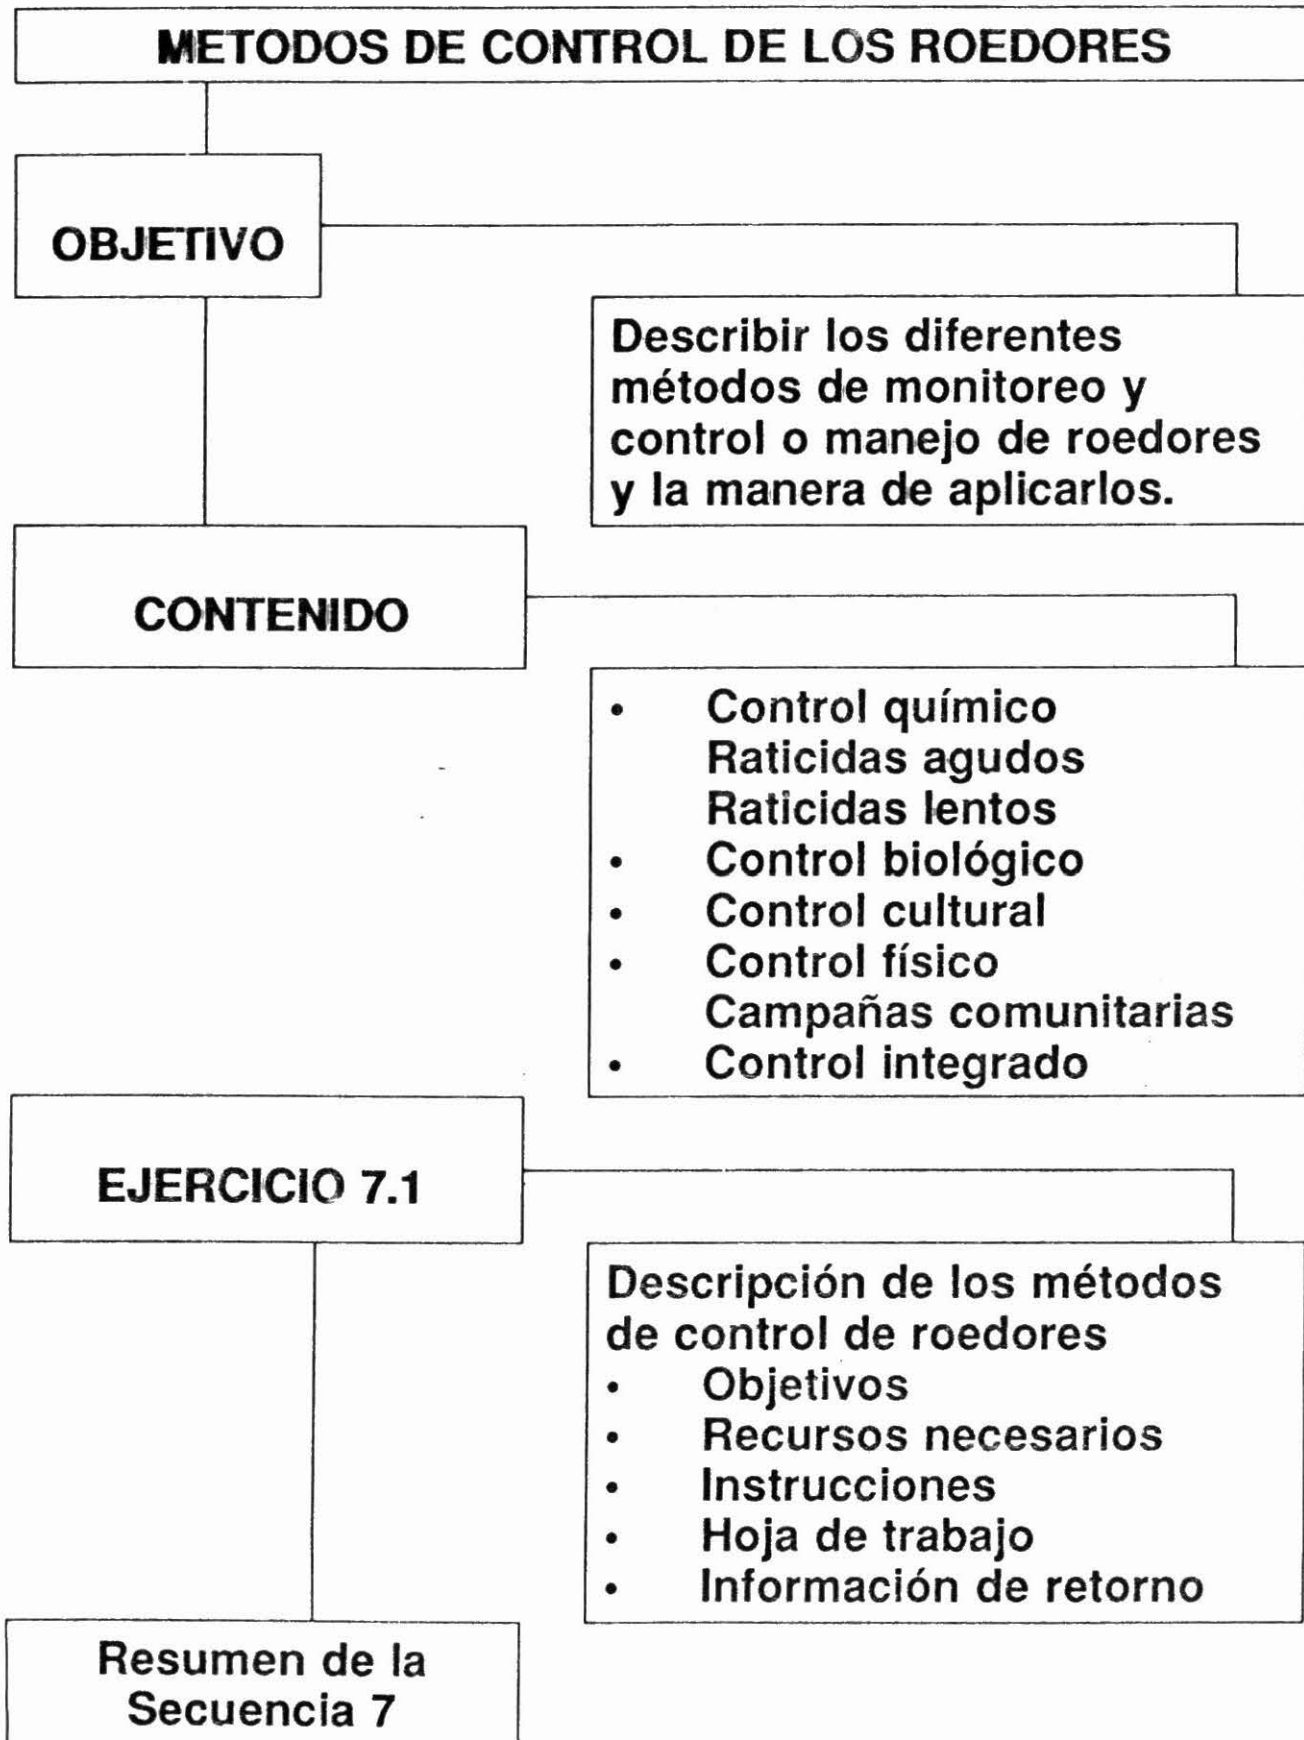 METODOS DE CONTROL DE LOS ROEDORES
OBJETIVO
Describir los diferentes
métodos de monitoreo y
control o manejo de roedores
y la manera de aplicarlos.
CONTENIDO
• Control químico
Raticidas agudos
Raticidas lentos
• Control biológico
• Control cultural
• Control físico
Campañas comunitarias
• Control integrado
EJERCICIO 7.1
Descripción de los métodos
de control de roedores
• Objetivos
• Recursos necesarios
• Instrucciones
• Hoja de trabajo
• Información de retorno
Resumen de la
Secuencia 7